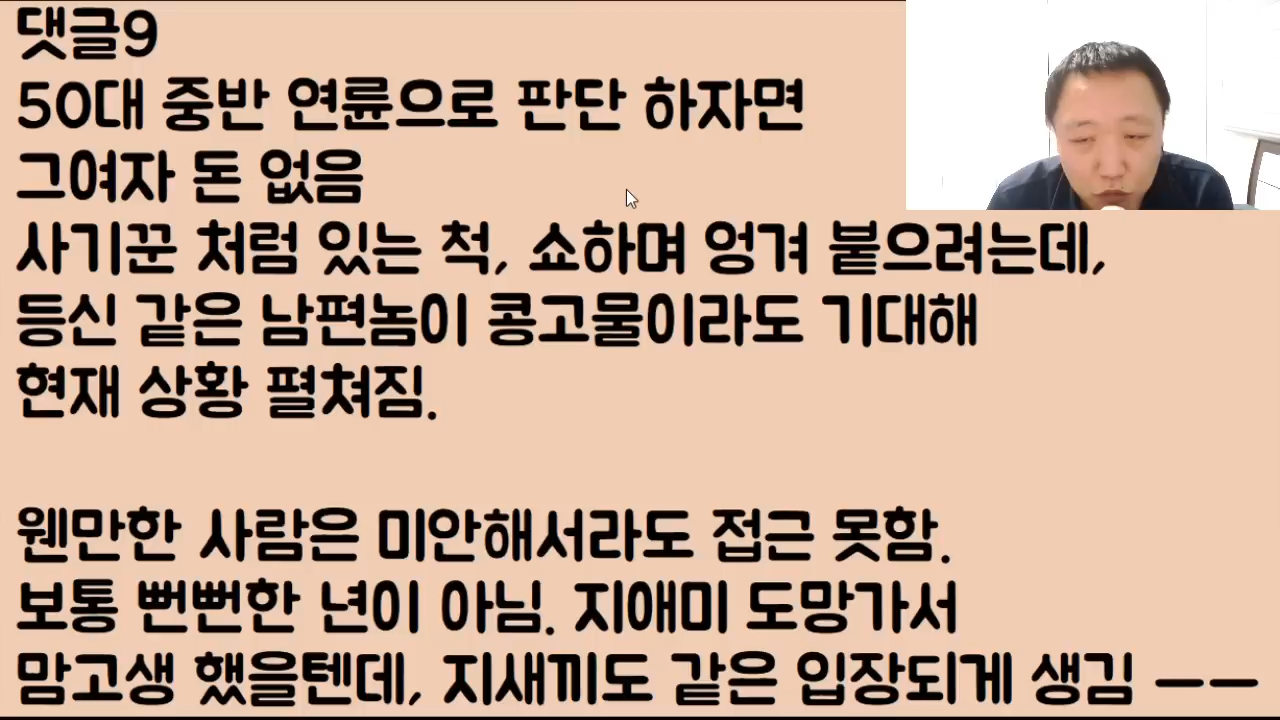 댓글9
50대 중반 연륜으로 판단 하자면
그여자 돈 없음
사기꾼 처럼 있는 척, 쇼하며 엉겨 붙으려는데,
등신 같은 남편놈이 콩고물이라도 기대해
현재 상황 펼쳐짐.
웬만한 사람은 미안해서라도 접근 못함.
보통 뻔뻔한 년이 아님. 지애미 도망가서
맘고생 했을텐데, 지새끼도 같은 입장되게 생김 ㅡㅡ